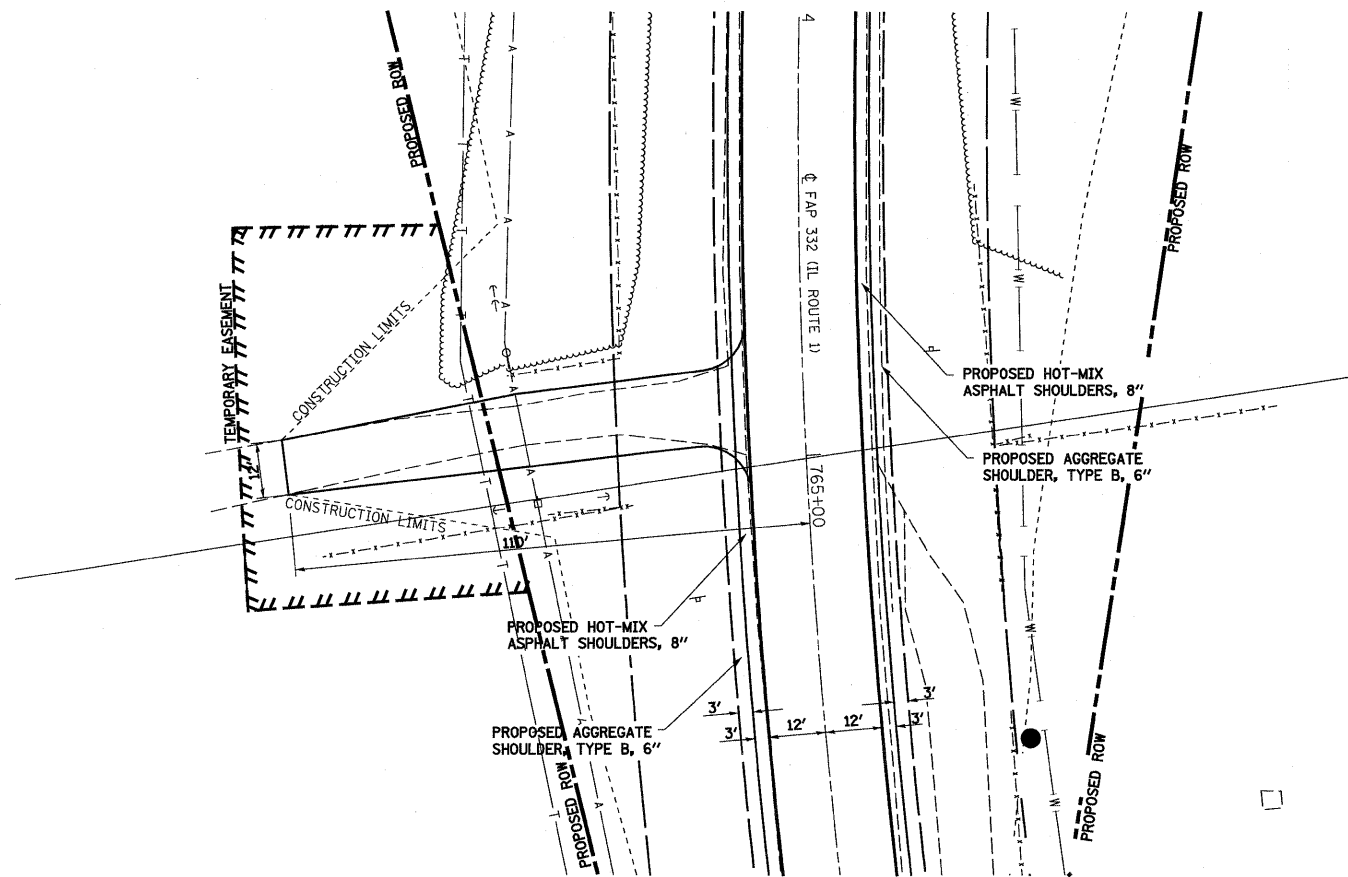 4
PROPOSED ROW
PROPOSED ROW
℄ FAP 332 (IL ROUTE 1)
TEMPORARY EASEMENT
CONSTRUCTION LIMITS
PROPOSED HOT-MIX
ASPHALT SHOULDERS, 8"
PROPOSED AGGREGATE
SHOULDER, TYPE B, 6"
12'
765+00
CONSTRUCTION LIMITS
110'
PROPOSED HOT-MIX
ASPHALT SHOULDERS, 8"
3'
3'
12'
12'
3'
3'
PROPOSED AGGREGATE
SHOULDER, TYPE B, 6"
PROPOSED ROW
PROPOSED ROW
T
T
T
T
T
T
A
A
A
A
A
A
A
A
A
W
W
W
W